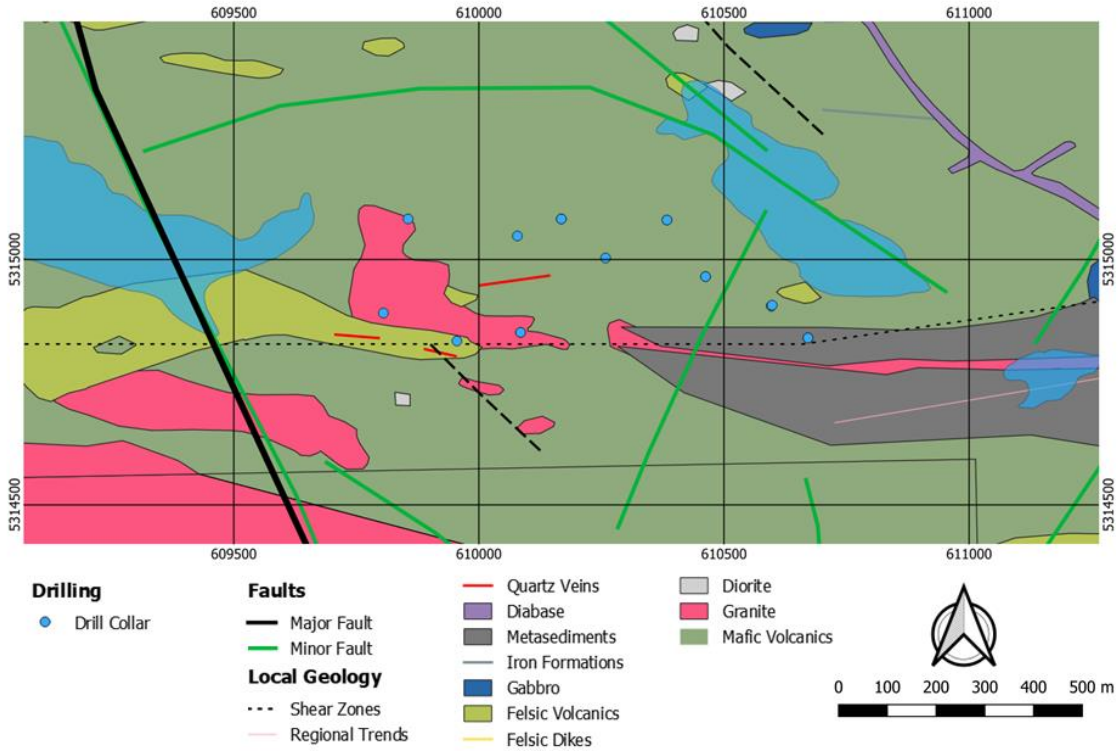 609500 610000 610500 611000
5315000 5315000
5314500 5314500
609500 610000 610500 611000
Drilling
Drill Collar
Faults
Major Fault
Minor Fault
Local Geology
Shear Zones
Regional Trends
Quartz Veins
Diabase
Metasediments
Iron Formations
Gabbro
Felsic Volcanics
Felsic Dikes
Diorite
Granite
Mafic Volcanics
0 100 200 300 400 500 m